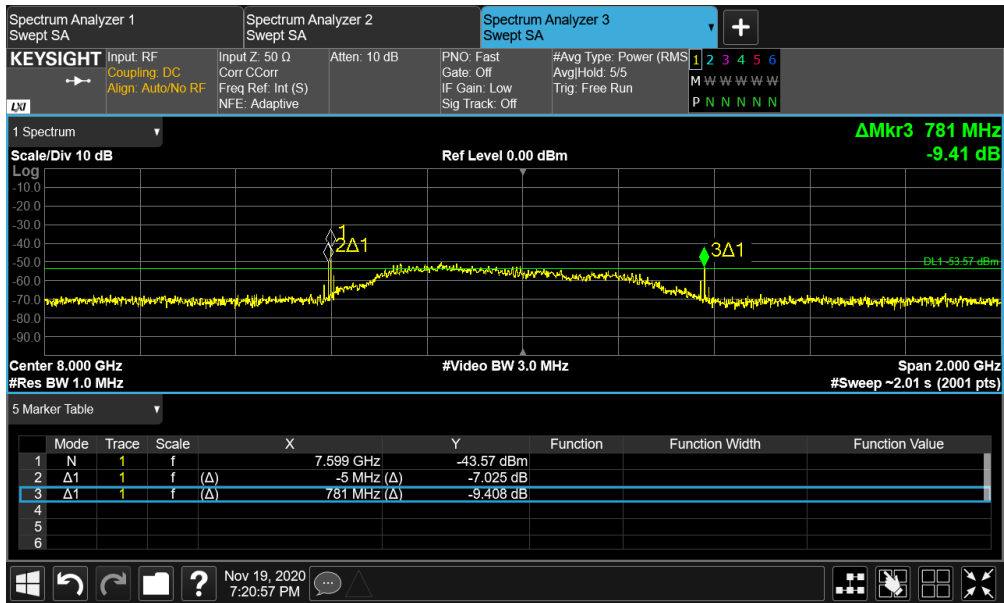 Spectrum Analyzer 1
Swept SA
Spectrum Analyzer 2
Swept SA
Spectrum Analyzer 3
Swept SA
KEYSIGHT
LXI
Input: RF
Coupling: DC
Align: Auto/No RF
Input Z: 50 Ω
Corr CCorr
Freq Ref: Int (S)
NFE: Adaptive
Atten: 10 dB
PNO: Fast
Gate: Off
IF Gain: Low
Sig Track: Off
#Avg Type: Power (RMS
Avg|Hold: 5/5
Trig: Free Run
1 2 3 4 5 6
M W W W W W
P N N N N N
1 Spectrum
ΔMkr3 781 MHz
-9.41 dB
Scale/Div 10 dB
Ref Level 0.00 dBm
Log
-10.0
-20.0
-30.0
-40.0
-50.0
-60.0
-70.0
-80.0
-90.0
1
2Δ1
3Δ1
DL1 -53.57 dBm
Center 8.000 GHz
#Video BW 3.0 MHz
Span 2.000 GHz
#Res BW 1.0 MHz
#Sweep ~2.01 s (2001 pts)
5 Marker Table
Mode Trace Scale X Y Function Function Width Function Value
1 N 1 f 7.599 GHz -43.57 dBm
2 Δ1 1 f (Δ) -5 MHz (Δ) -7.025 dB
3 Δ1 1 f (Δ) 781 MHz (Δ) -9.408 dB
4
5
6
Nov 19, 2020
7:20:57 PM